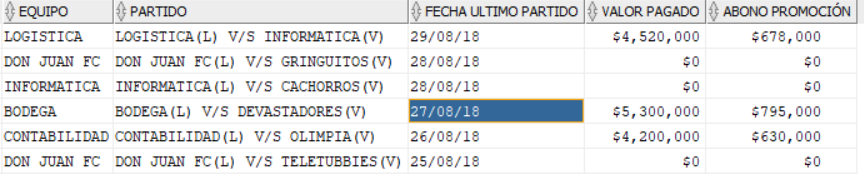 EQUIPO PARTIDO FECHA ULTIMO PARTIDO VALOR PAGADO ABONO PROMOCIÓN
LOGISTICA LOGISTICA(L) V/S INFORMATICA(V) 29/08/18 $4,520,000 $678,000
DON JUAN FC DON JUAN FC(L) V/S GRINGUITOS(V) 28/08/18 $0 $0
INFORMATICA INFORMATICA(L) V/S CACHORROS(V) 28/08/18 $0 $0
BODEGA BODEGA(L) V/S DEVASTADORES(V) 27/08/18 $5,300,000 $795,000
CONTABILIDAD CONTABILIDAD(L) V/S OLIMPIA(V) 26/08/18 $4,200,000 $630,000
DON JUAN FC DON JUAN FC(L) V/S TELETUBBIES(V) 25/08/18 $0 $0